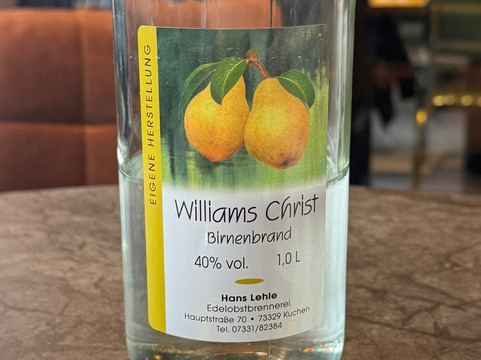 EIGENE HERSTELLUNG
Williams Christ
Birnenbrand
40% vol. 1,0 L
Hans Lehle
Edelobstbrennerei
Hauptstraße 70 • 73329 Kuchen
Tel. 07331/82384